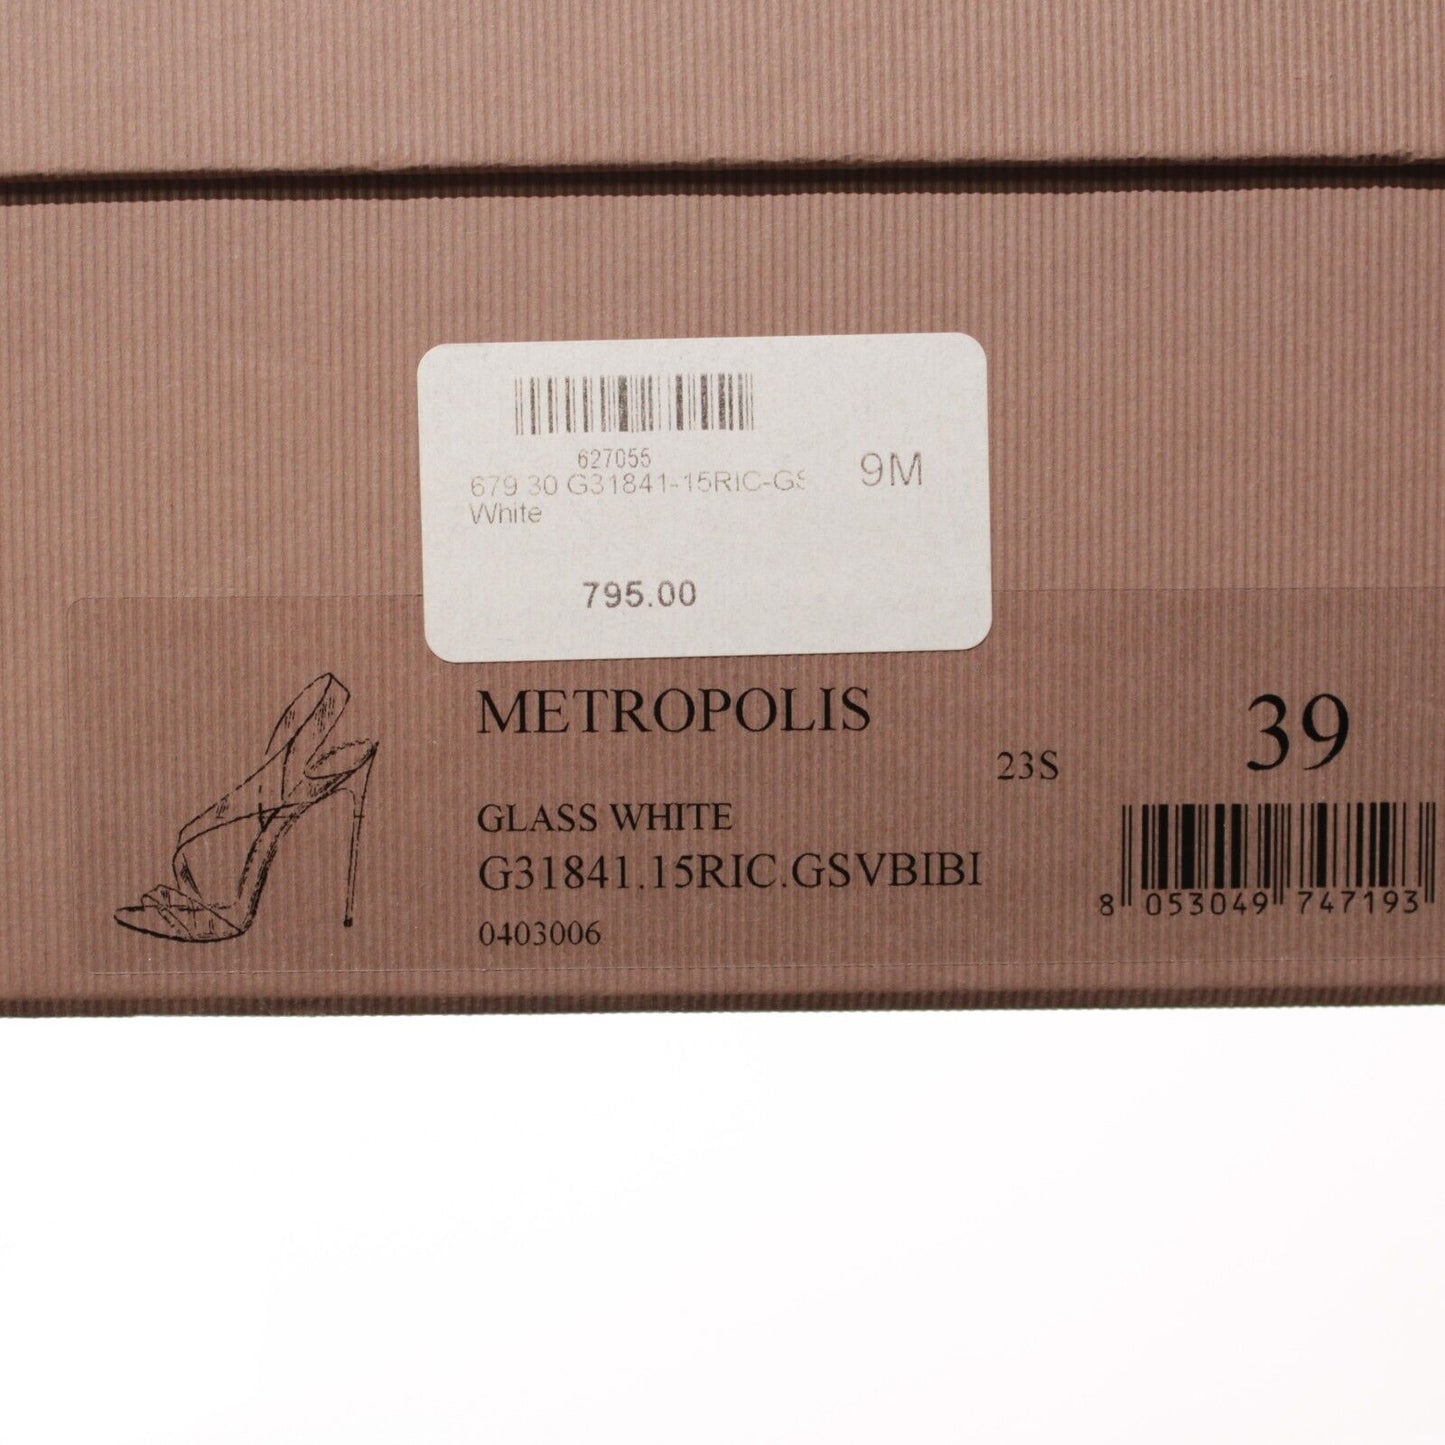 627055
679 30 G31841-15RIC-GS
White
9M
795.00
METROPOLIS
23S
39
GLASS WHITE
G31841.15RIC.GSVBIBI
0403006
8 053049 747193